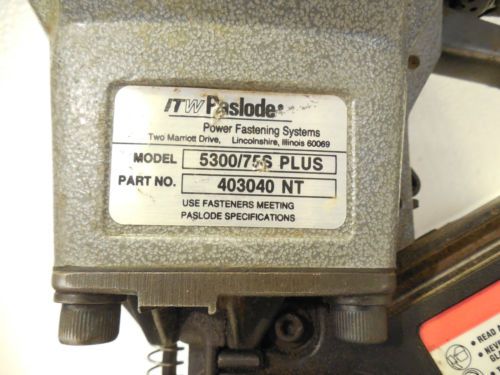 ITW Paslode
Power Fastening Systems
Two Marriott Drive, Lincolnshire, Illinois 60069
MODEL 5300/75S PLUS
PART NO. 403040 NT
USE FASTENERS MEETING
PASLODE SPECIFICATIONS
• READ
• NEVE